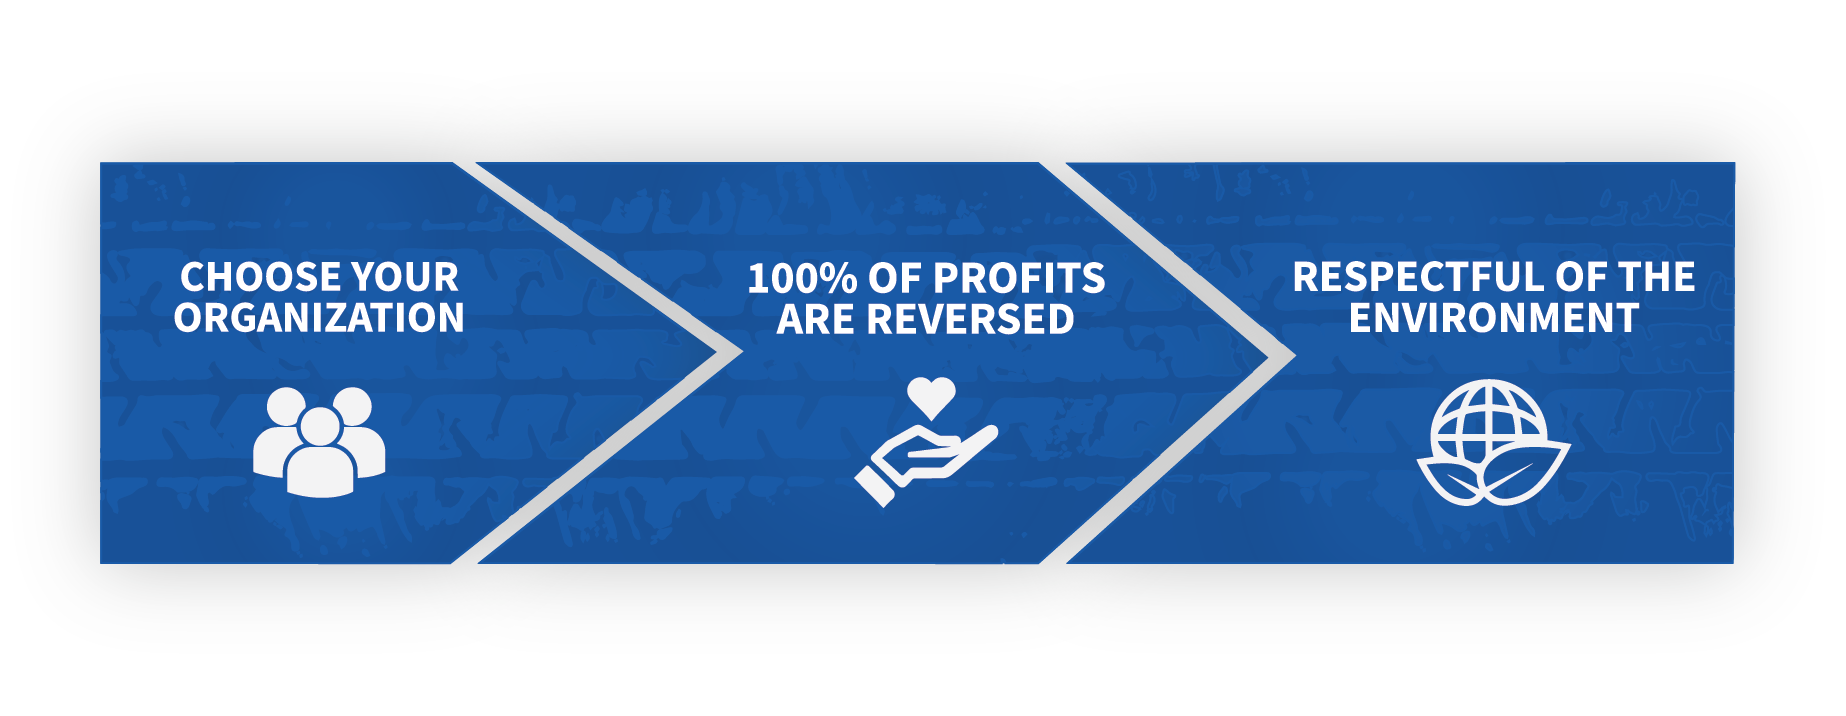 CHOOSE YOUR
ORGANIZATION
100% OF PROFITS
ARE REVERSED
RESPECTFUL OF THE
ENVIRONMENT